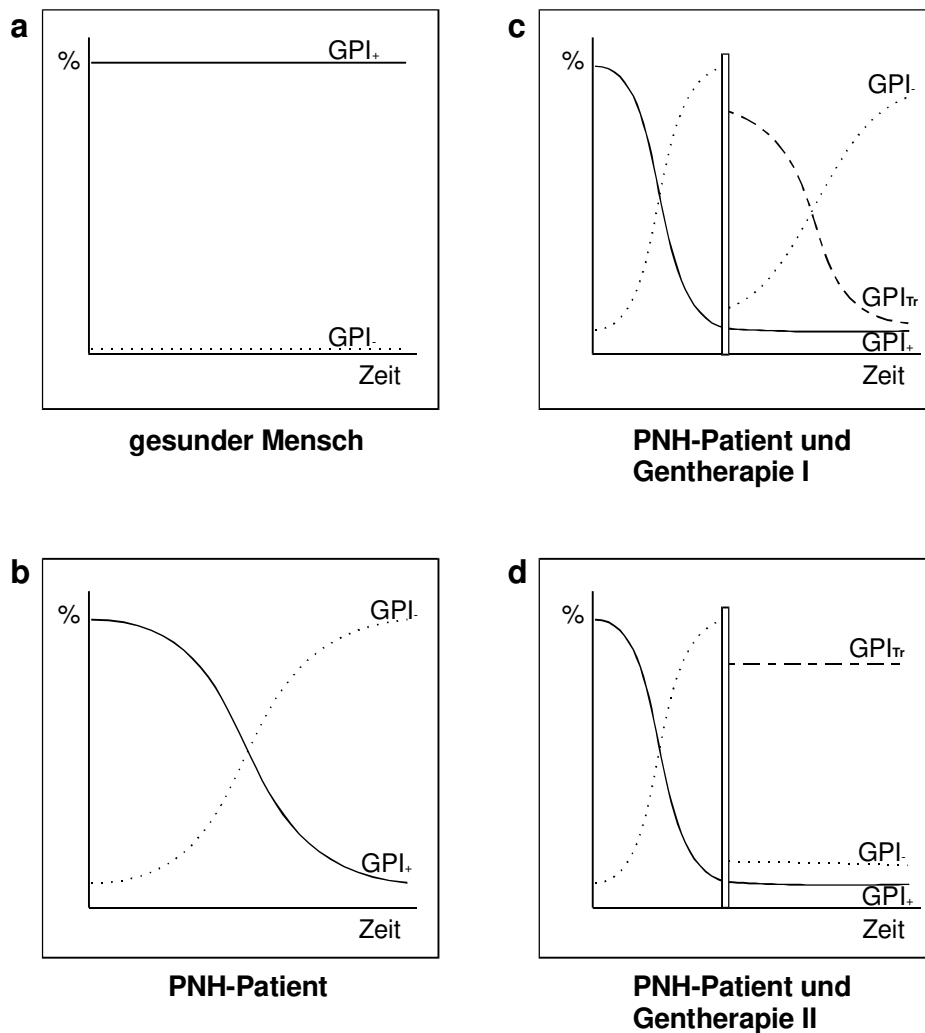 a
%
GPI+
GPI-
Zeit
gesunder Mensch
b
%
GPI-
GPI+
Zeit
PNH-Patient
c
%
GPI-
GPITr
GPI+
Zeit
PNH-Patient und
Gentherapie I
d
%
GPITr
GPI-
GPI+
Zeit
PNH-Patient und
Gentherapie II